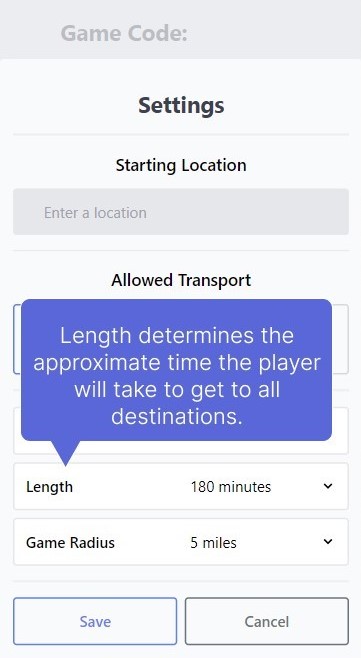 Game Code:
Settings
Starting Location
Enter a location
Allowed Transport
Length determines the
approximate time the player
will take to get to all
destinations.
Length 180 minutes
Game Radius 5 miles
Save Cancel